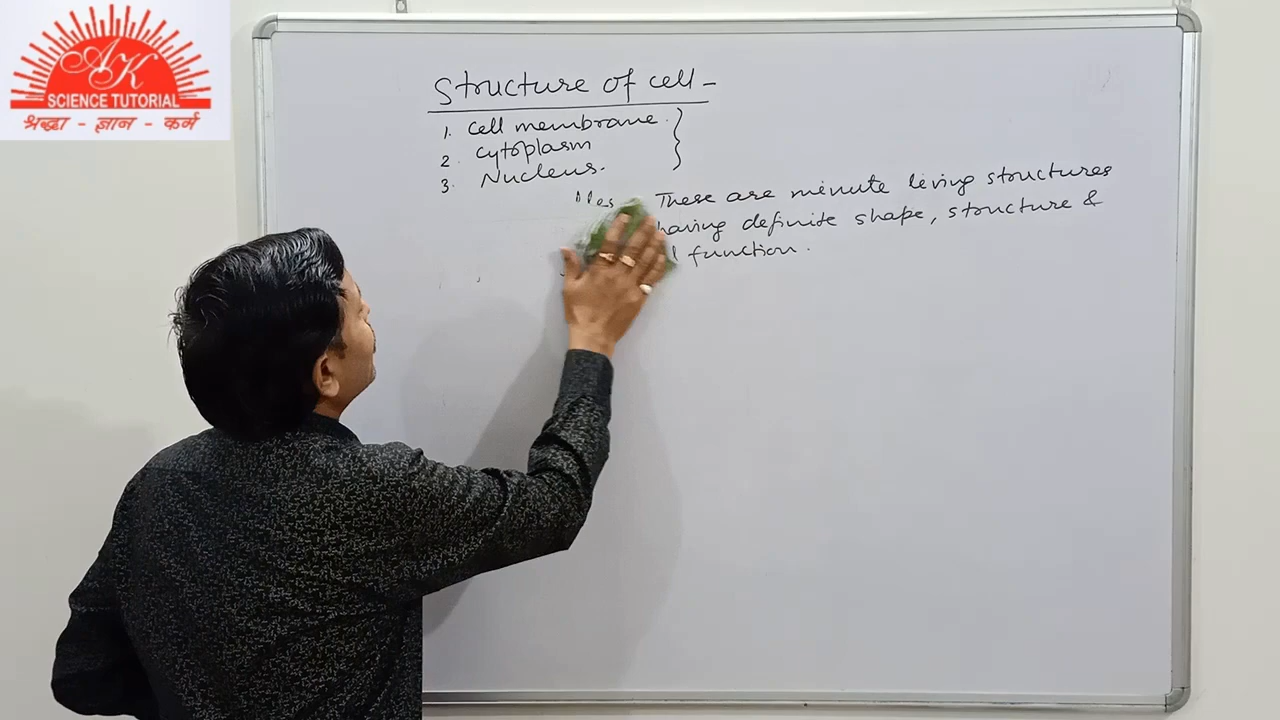 AK
SCIENCE TUTORIAL
श्रद्धा - ज्ञान - कर्म
Structure of cell -
1. Cell membrane.
2. Cytoplasm
3. Nucleus.
These are minute living structures
having definite shape, structure &
function.